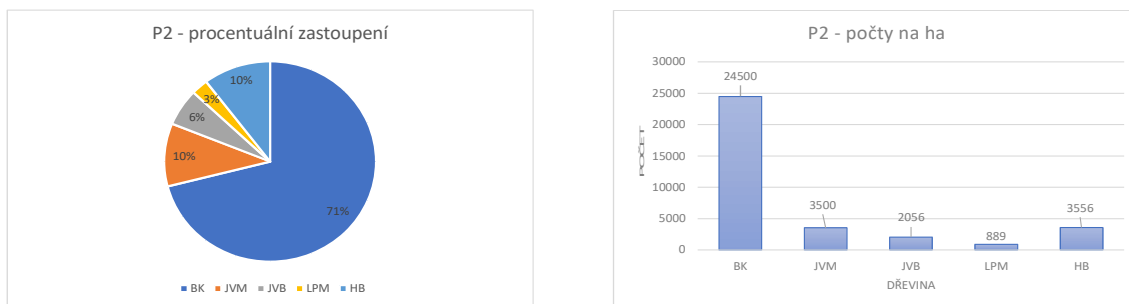 P2 - procentuální zastoupení
10%
3%
6%
10%
71%
BK JVM JVB LPM HB
P2 - počty na ha
30000
25000
20000
15000
10000
5000
0
POČET
24500
3500
2056
889
3556
BK JVM JVB LPM HB
DŘEVINA